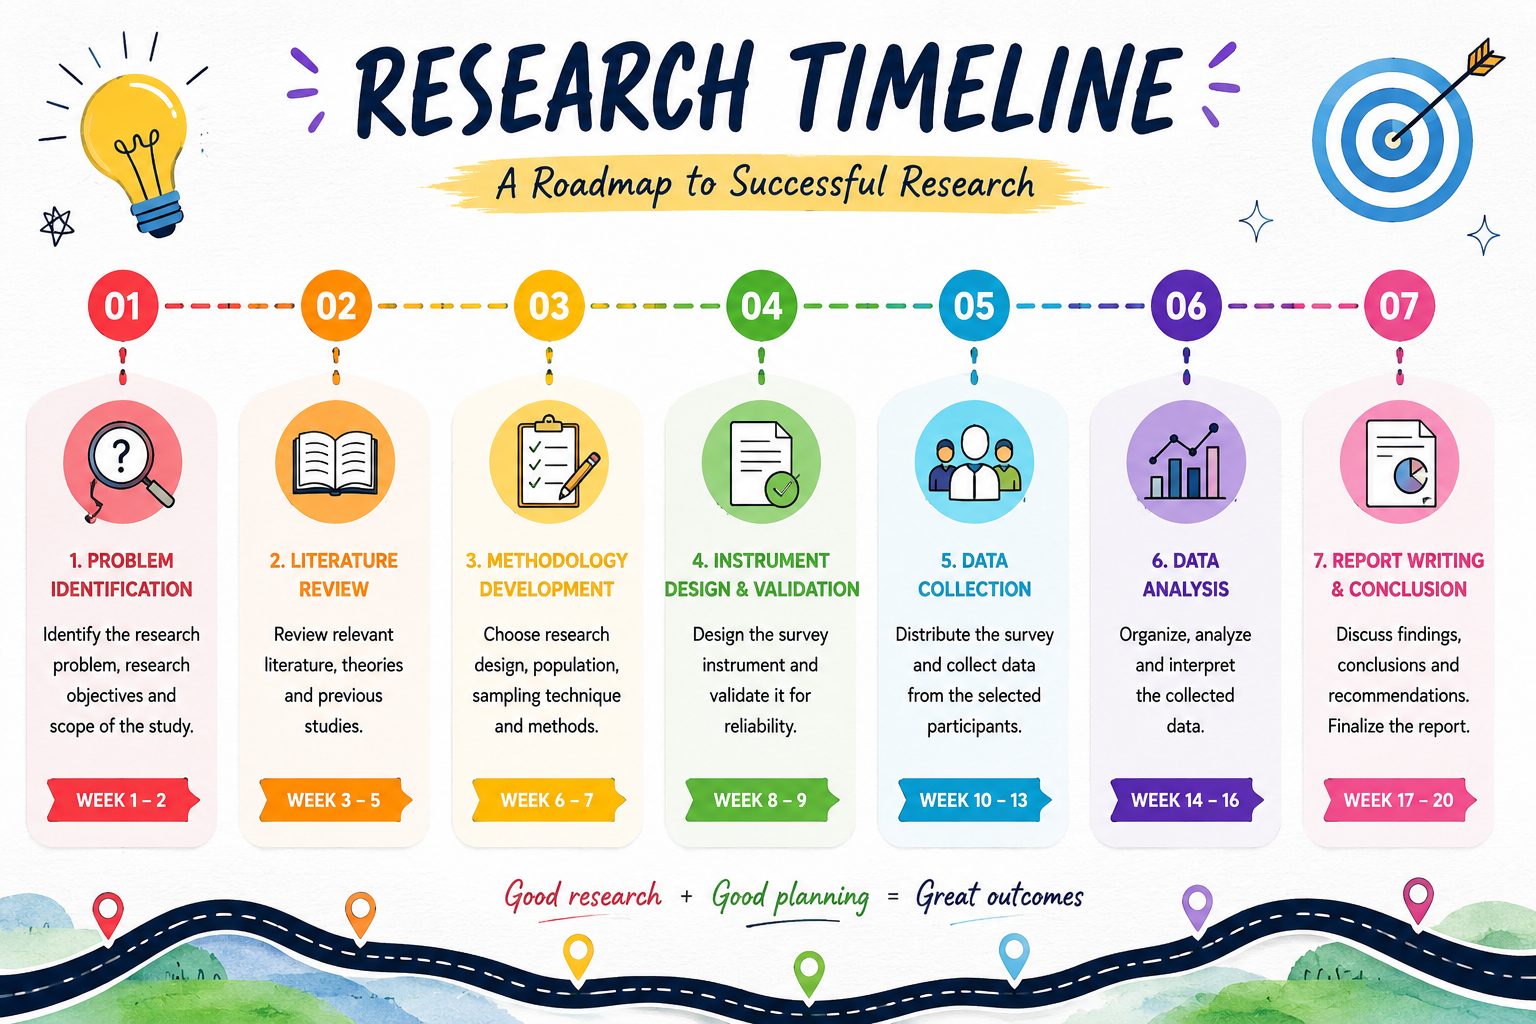 RESEARCH TIMELINE
A Roadmap to Successful Research
01
02
03
04
05
06
07
?
1. PROBLEM
IDENTIFICATION
Identify the research
problem, research
objectives and
scope of the study.
WEEK 1 – 2
2. LITERATURE
REVIEW
Review relevant
literature, theories
and previous
studies.
WEEK 3 – 5
3. METHODOLOGY
DEVELOPMENT
Choose research
design, population,
sampling technique
and methods.
WEEK 6 – 7
4. INSTRUMENT
DESIGN & VALIDATION
Design the survey
instrument and
validate it for
reliability.
WEEK 8 – 9
5. DATA
COLLECTION
Distribute the survey
and collect data
from the selected
participants.
WEEK 10 – 13
6. DATA
ANALYSIS
Organize, analyze
and interpret
the collected
data.
WEEK 14 – 16
7. REPORT WRITING
& CONCLUSION
Discuss findings,
conclusions and
recommendations.
Finalize the report.
WEEK 17 – 20
Good research + Good planning = Great outcomes